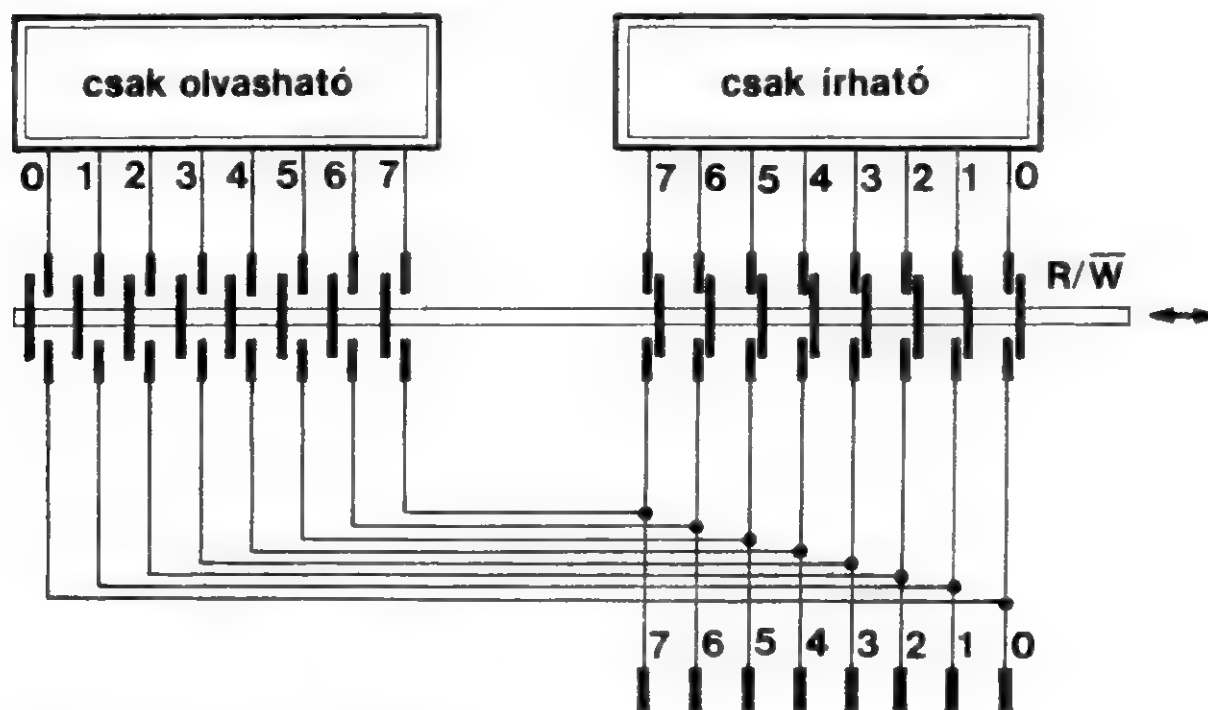 csak olvasható
csak írható
0 1 2 3 4 5 6 7
7 6 5 4 3 2 1 0
R/W̅
7 6 5 4 3 2 1 0